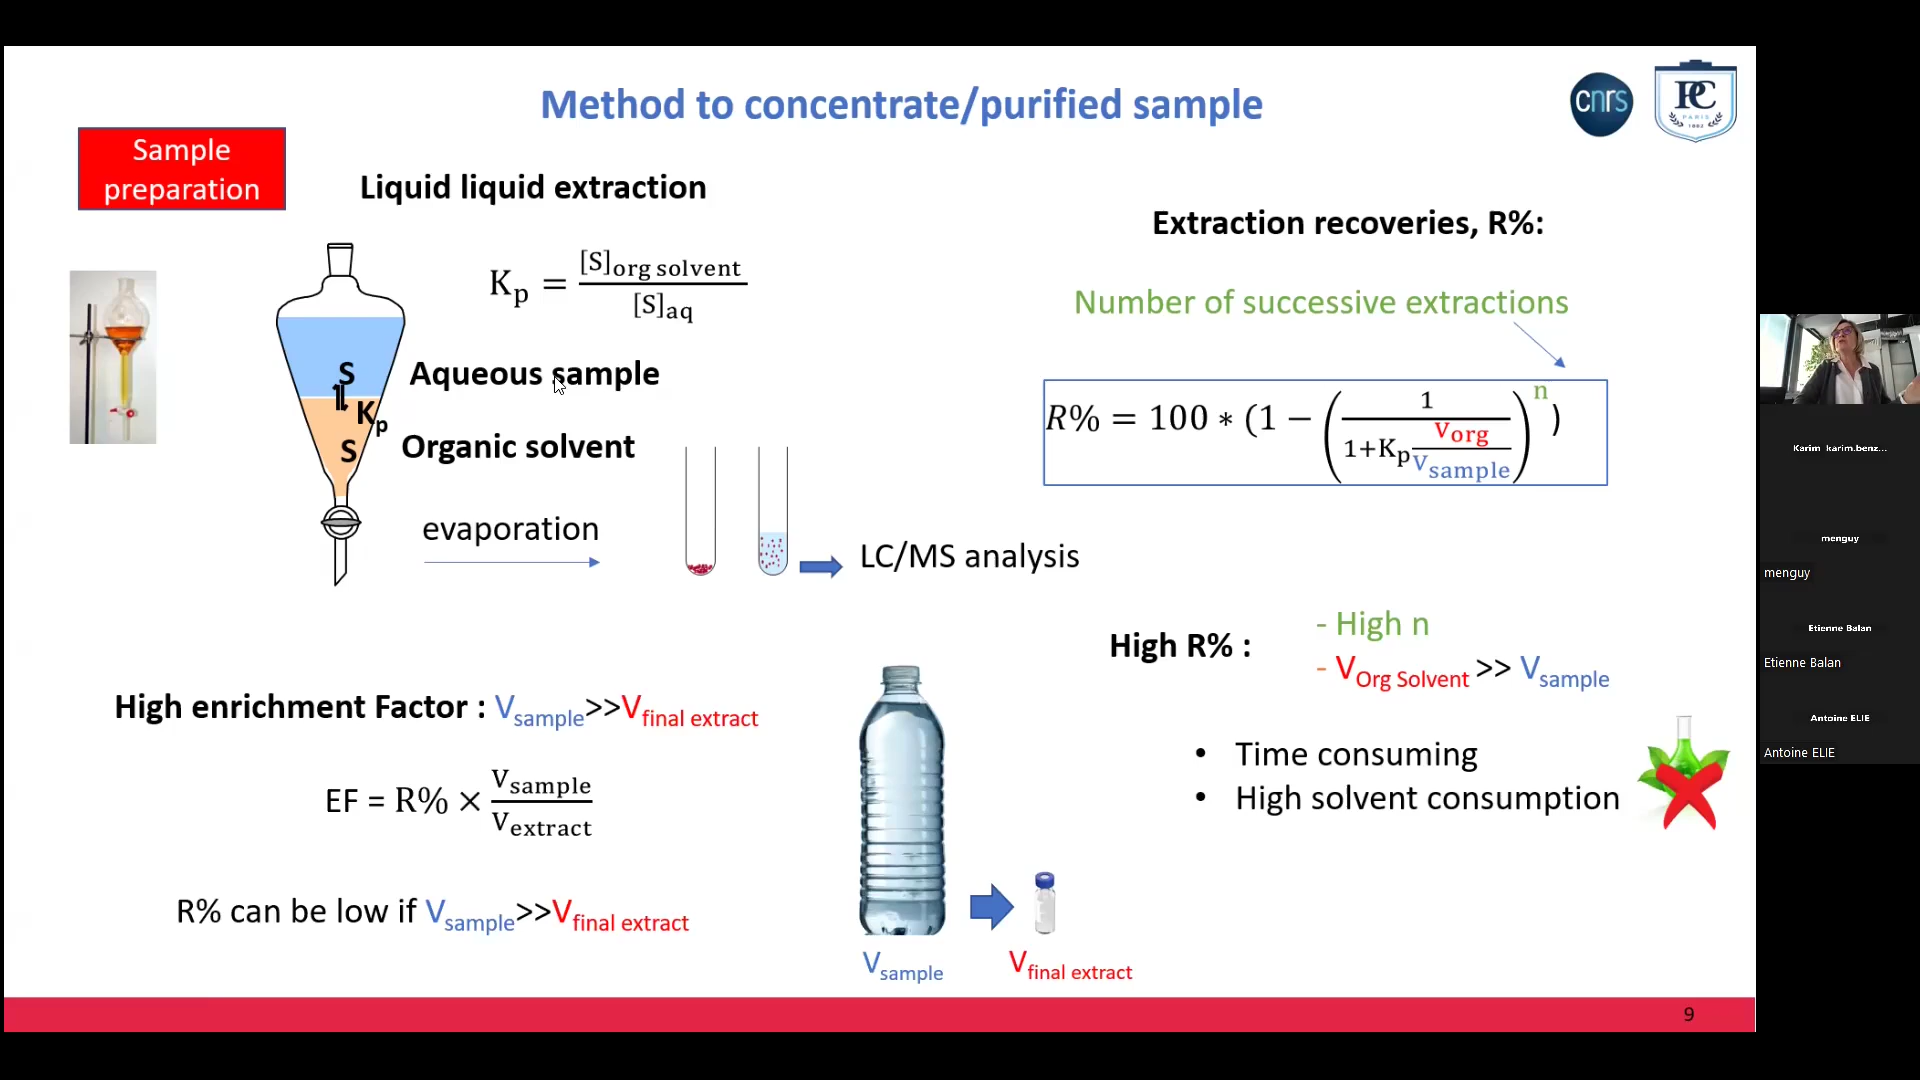 Method to concentrate/purified sample
cnrs
PC
PARIS
1882
Sample
preparation
Liquid liquid extraction
Kp = [S]org solvent / [S]aq
S
Kp
S
Aqueous sample
Organic solvent
evaporation
LC/MS analysis
Extraction recoveries, R%:
Number of successive extractions
R% = 100 * (1 − (1 / (1+Kp Vorg/Vsample))^n)
High R% :
- High n
- VOrg Solvent >> Vsample
• Time consuming
• High solvent consumption
High enrichment Factor : Vsample>>Vfinal extract
EF = R% × Vsample / Vextract
R% can be low if Vsample>>Vfinal extract
Vsample
Vfinal extract
9
Karim karim.benz...
menguy
menguy
Etienne Balan
Etienne Balan
Antoine ELIE
Antoine ELIE